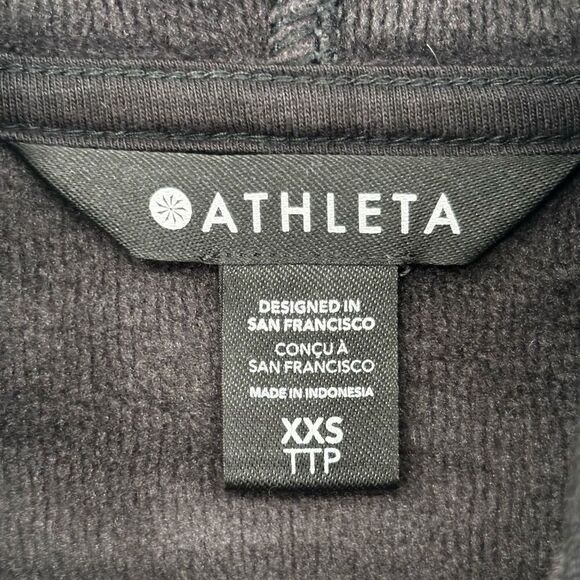 ATHLETA
DESIGNED IN
SAN FRANCISCO
CONÇU À
SAN FRANCISCO
MADE IN INDONESIA
XXS
TTP